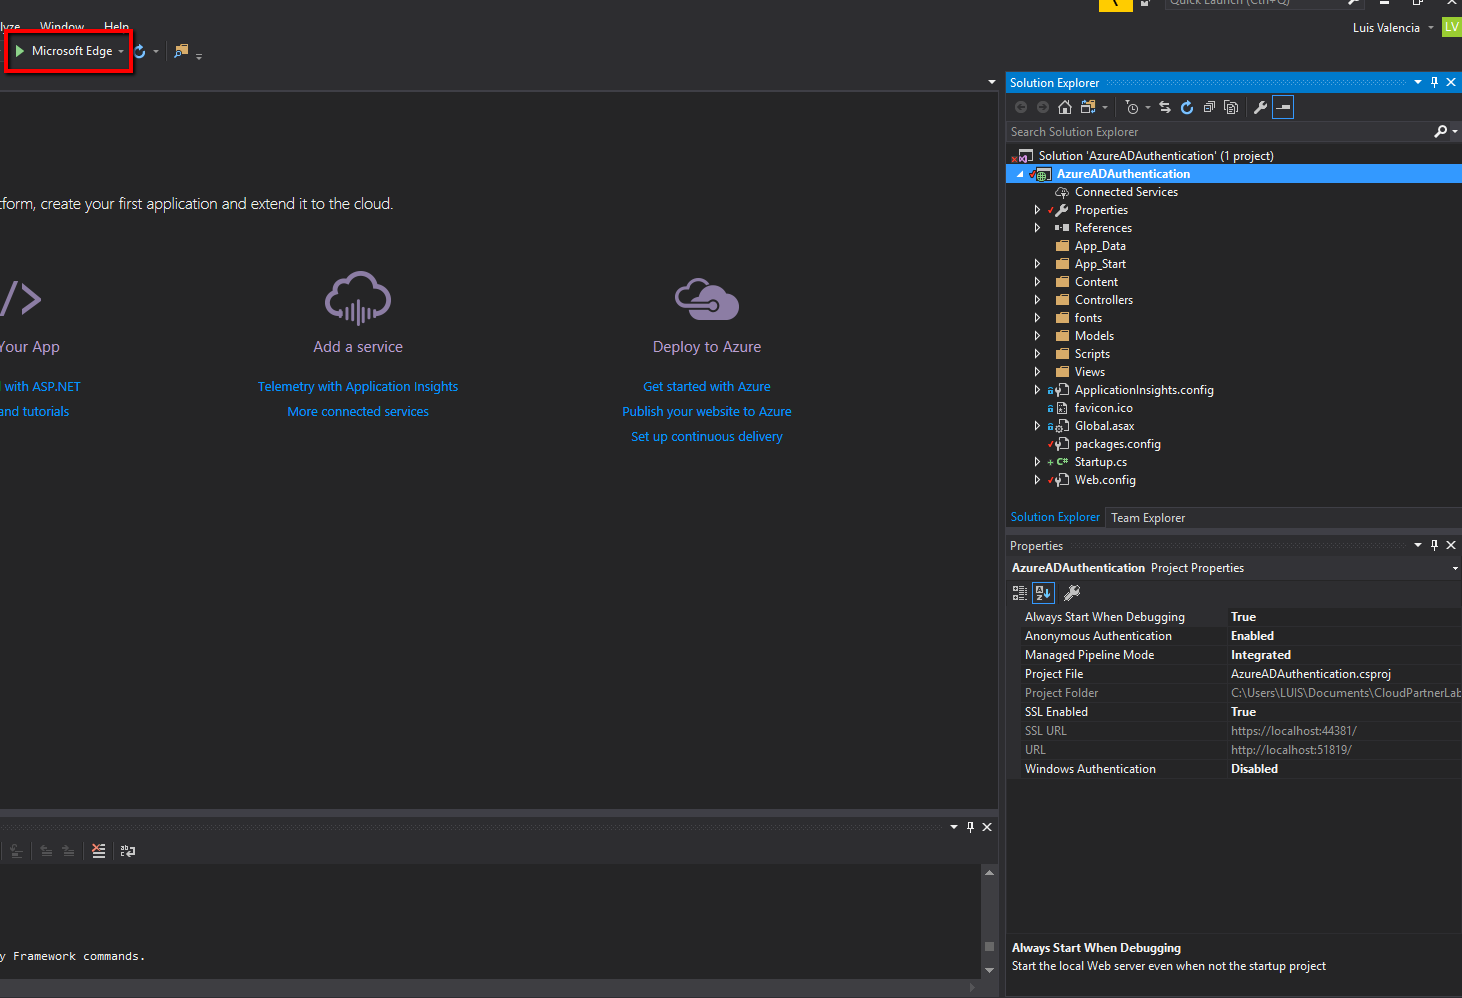 Quick Launch (Ctrl+Q)
Window Help
Luis Valencia LV
Microsoft Edge
Solution Explorer
Search Solution Explorer
Solution 'AzureADAuthentication' (1 project)
AzureADAuthentication
Connected Services
Properties
References
App_Data
App_Start
Content
Controllers
fonts
Models
Scripts
Views
ApplicationInsights.config
favicon.ico
Global.asax
packages.config
C# Startup.cs
Web.config
Solution Explorer Team Explorer
tform, create your first application and extend it to the cloud.
Your App
with ASP.NET
and tutorials
Add a service
Telemetry with Application Insights
More connected services
Deploy to Azure
Get started with Azure
Publish your website to Azure
Set up continuous delivery
Properties
AzureADAuthentication Project Properties
Always Start When Debugging True
Anonymous Authentication Enabled
Managed Pipeline Mode Integrated
Project File AzureADAuthentication.csproj
Project Folder C:\Users\LUIS\Documents\CloudPartnerLab
SSL Enabled True
SSL URL https://localhost:44381/
URL http://localhost:51819/
Windows Authentication Disabled
Always Start When Debugging
Start the local Web server even when not the startup project
y Framework commands.